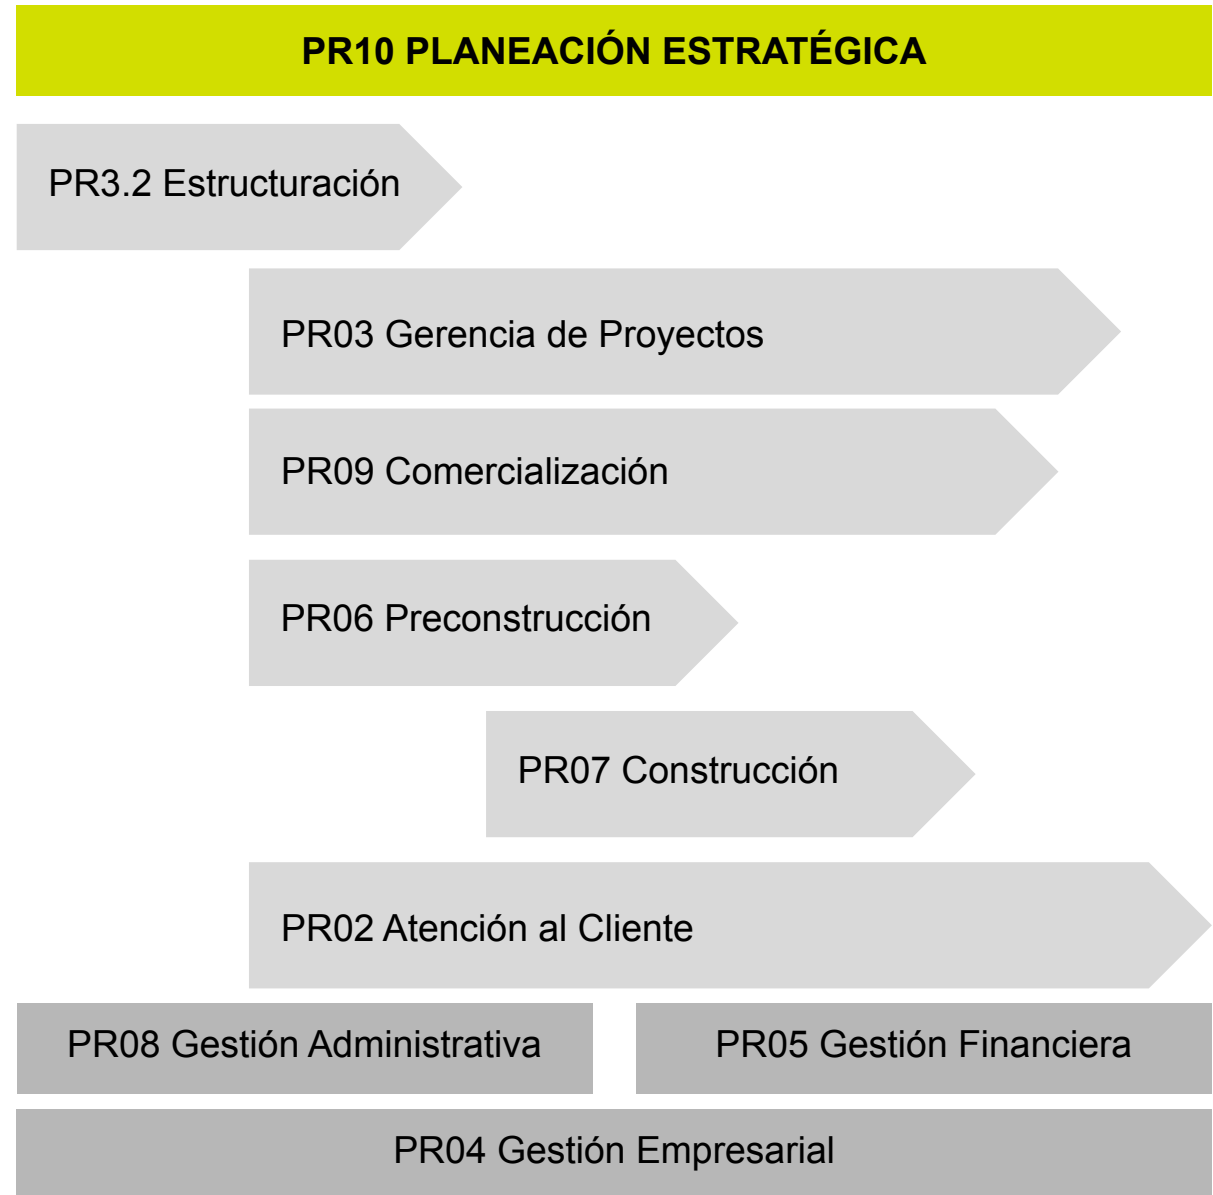 PR10 PLANEACIÓN ESTRATÉGICA
PR3.2 Estructuración
PR03 Gerencia de Proyectos
PR09 Comercialización
PR06 Preconstrucción
PR07 Construcción
PR02 Atención al Cliente
PR08 Gestión Administrativa
PR05 Gestión Financiera
PR04 Gestión Empresarial